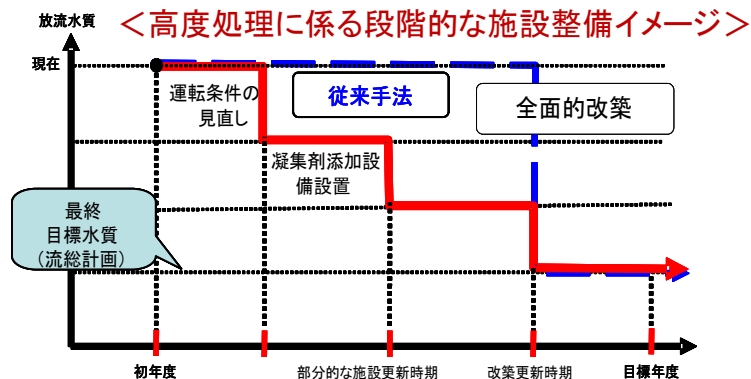 ＜高度処理に係る段階的な施設整備イメージ＞
放流水質
現在
運転条件の
見直し
従来手法
全面的改築
凝集剤添加設
備設置
最終
目標水質
（流総計画）
初年度
部分的な施設更新時期
改築更新時期
目標年度